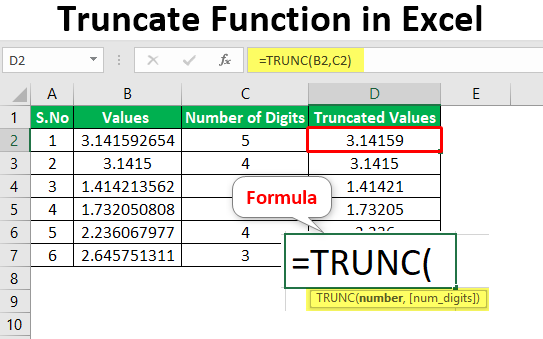 Truncate Function in Excel
D2 fx =TRUNC(B2,C2)
A B C D E
1 S.No Values Number of Digits Truncated Values
2 1 3.141592654 5 3.14159
3 2 3.1415 4 3.1415
4 3 1.414213562 1.41421
Formula
5 4 1.732050808 1.73205
6 5 2.236067977 4 2.236
7 6 2.645751311 3
=TRUNC(
8
9 TRUNC(number, [num_digits])
10